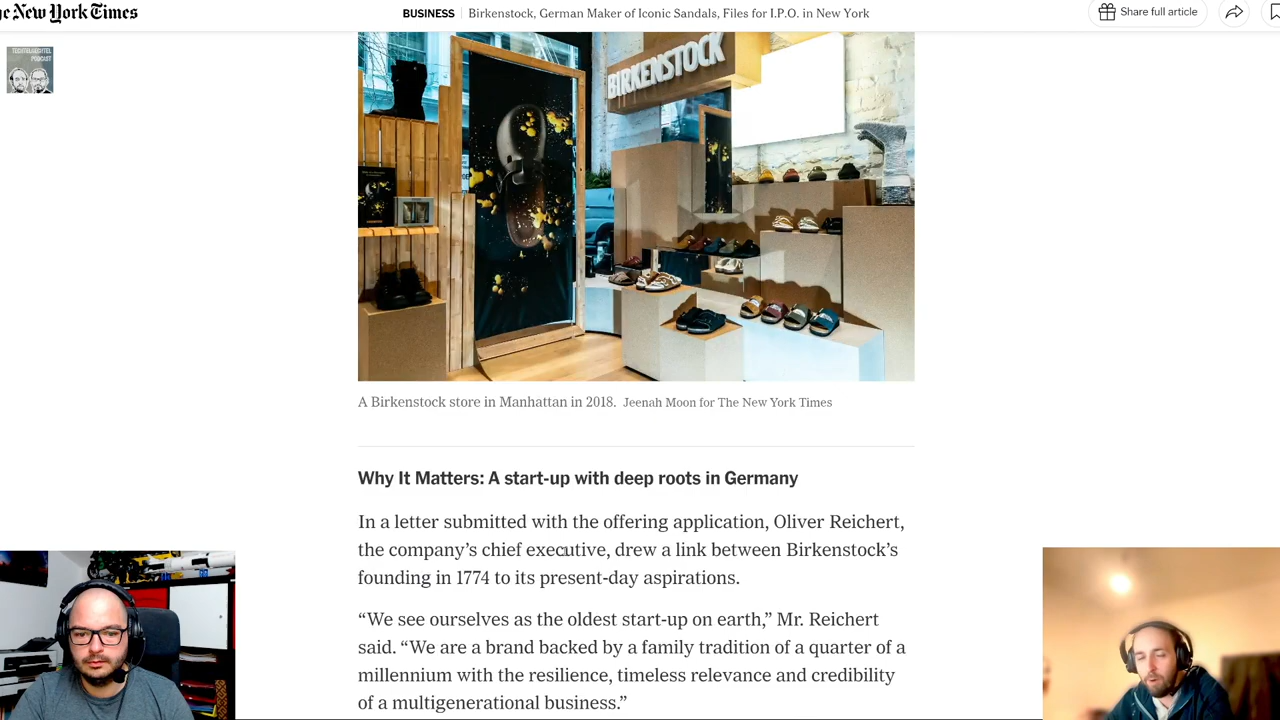 The New York Times
BUSINESS Birkenstock, German Maker of Iconic Sandals, Files for I.P.O. in New York
Share full article
TECHTELMECHTEL
PODCAST
BIRKENSTOCK
A Birkenstock store in Manhattan in 2018. Jeenah Moon for The New York Times
Why It Matters: A start-up with deep roots in Germany
In a letter submitted with the offering application, Oliver Reichert,
the company’s chief executive, drew a link between Birkenstock’s
founding in 1774 to its present-day aspirations.
“We see ourselves as the oldest start-up on earth,” Mr. Reichert
said. “We are a brand backed by a family tradition of a quarter of a
millennium with the resilience, timeless relevance and credibility
of a multigenerational business.”